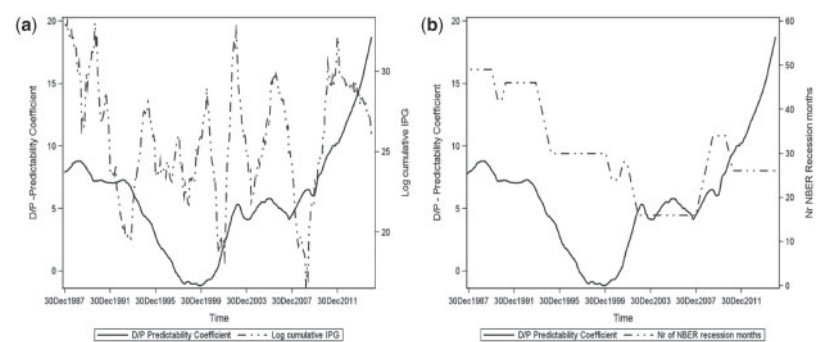 (a)
20
15
10
5
0
D/P -Predictability Coefficient
30
25
20
Log cumulative IPG
30Dec1987 30Dec1991 30Dec1995 30Dec1999 30Dec2003 30Dec2007 30Dec2011
Time
D/P Predictability Coefficient Log cumulative IPG
(b)
20
15
10
5
0
D/P - Predictability Coefficient
60
50
40
30
20
10
0
Nr NBER Recession months
30Dec1987 30Dec1991 30Dec1995 30Dec1999 30Dec2003 30Dec2007 30Dec2011
Time
D/P Predictability Coefficient Nr of NBER recession months